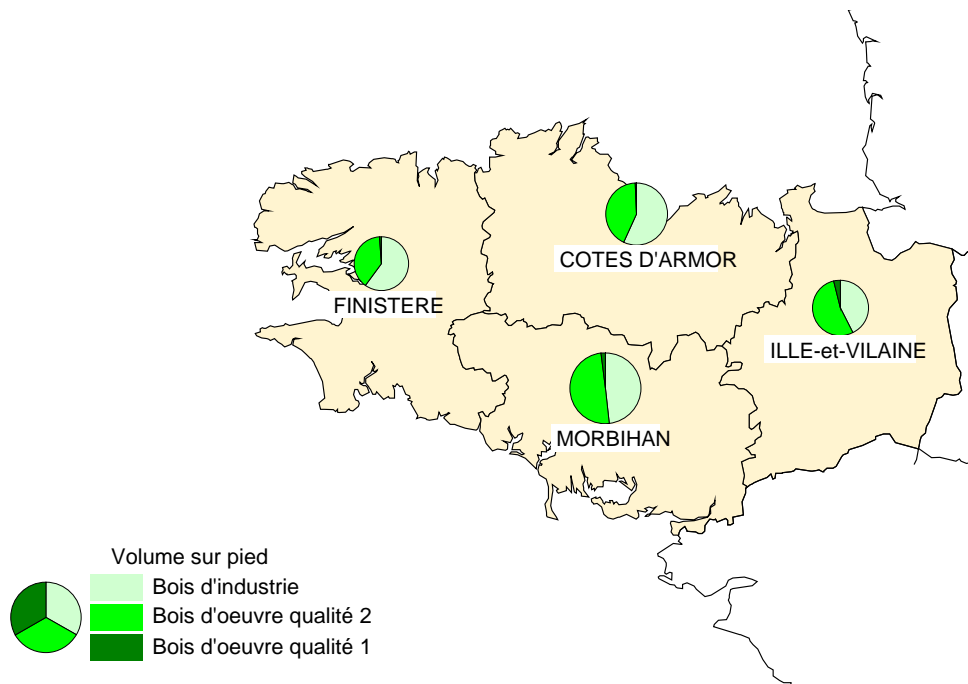 COTES D'ARMOR
FINISTERE
ILLE-et-VILAINE
MORBIHAN
Volume sur pied
Bois d'industrie
Bois d'oeuvre qualité 2
Bois d'oeuvre qualité 1